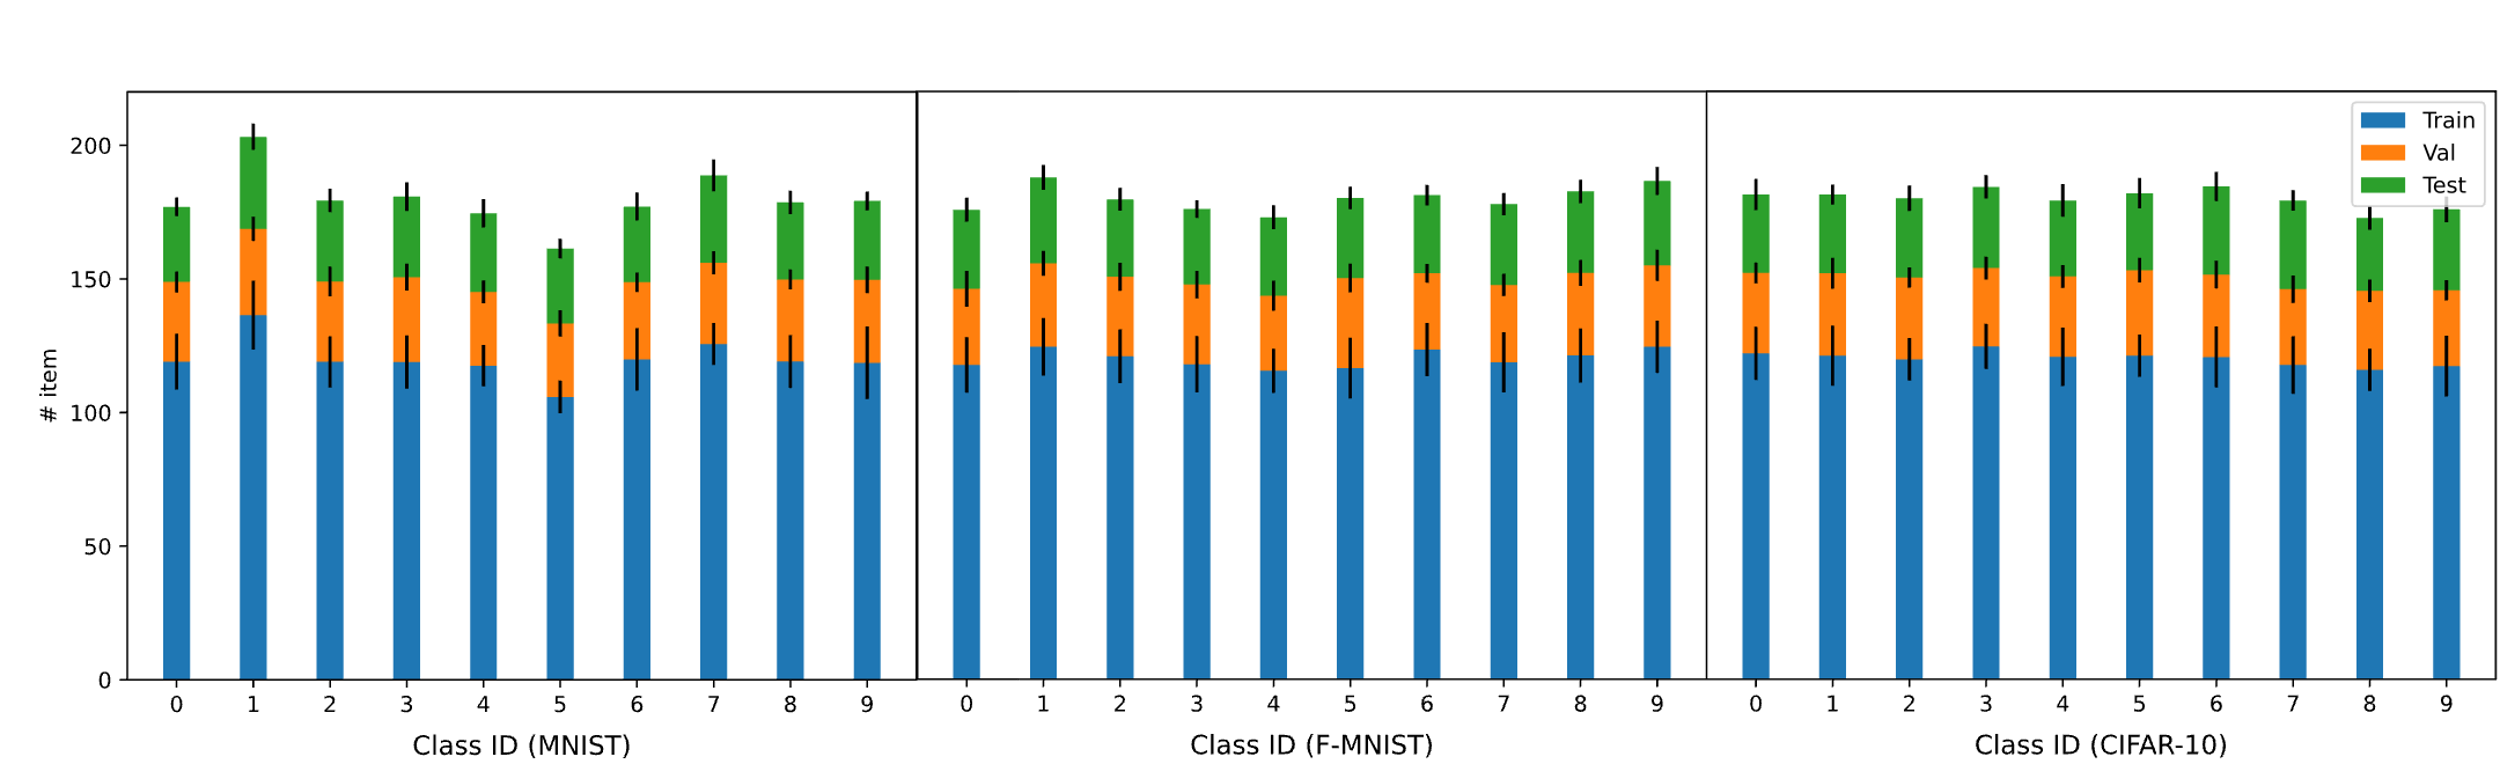 # item
200
150
100
50
0
Train
Val
Test
0 1 2 3 4 5 6 7 8 9
Class ID (MNIST)
0 1 2 3 4 5 6 7 8 9
Class ID (F-MNIST)
0 1 2 3 4 5 6 7 8 9
Class ID (CIFAR-10)